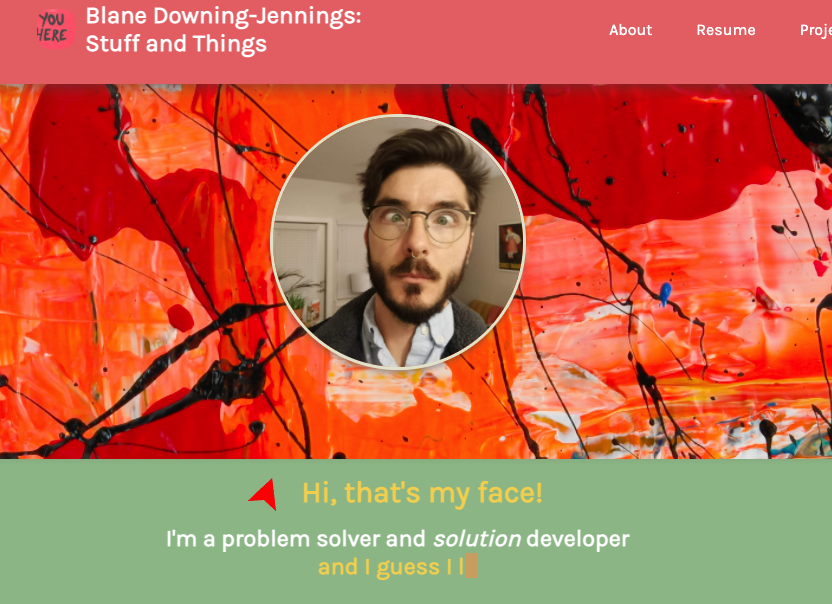 YOU
HERE
Blane Downing-Jennings:
Stuff and Things
About Resume Proje
Hi, that's my face!
I'm a problem solver and solution developer
and I guess I l